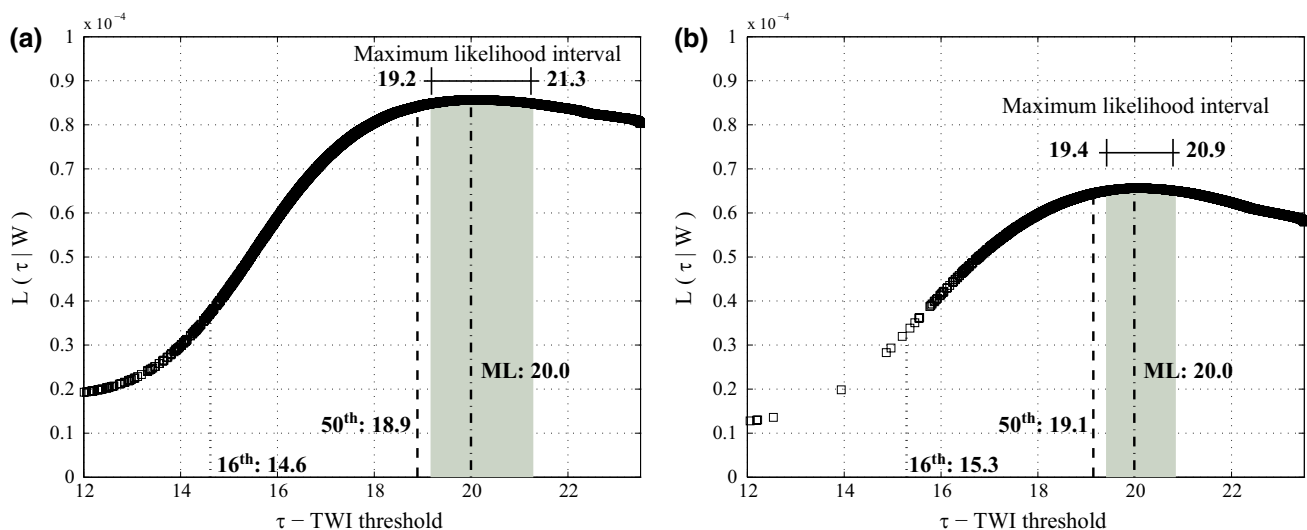 (a)
x 10⁻⁴
1
0.9
0.8
0.7
0.6
0.5
0.4
0.3
0.2
0.1
0
L ( τ | W )
Maximum likelihood interval
19.2
21.3
ML: 20.0
50th: 18.9
16th: 14.6
12
14
16
18
20
22
τ − TWI threshold
(b)
x 10⁻⁴
1
0.9
0.8
0.7
0.6
0.5
0.4
0.3
0.2
0.1
0
L ( τ | W )
Maximum likelihood interval
19.4
20.9
ML: 20.0
50th: 19.1
16th: 15.3
12
14
16
18
20
22
τ − TWI threshold